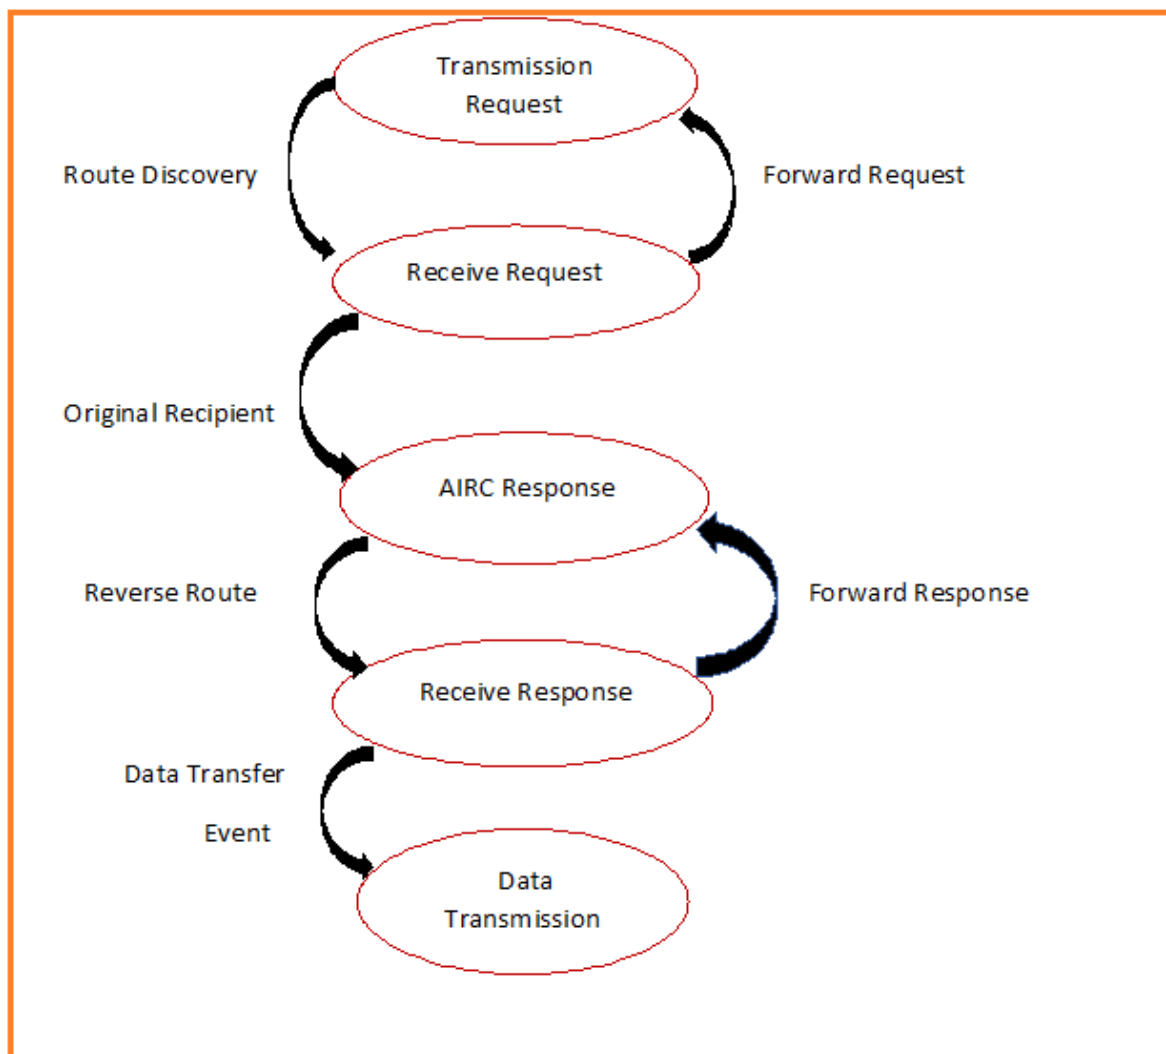 Transmission
Request
Route Discovery
Forward Request
Receive Request
Original Recipient
AIRC Response
Reverse Route
Forward Response
Receive Response
Data Transfer
Event
Data
Transmission